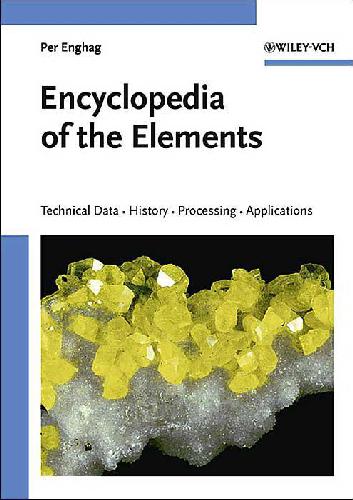 Per Enghag
WILEY-VCH
Encyclopedia
of the Elements
Technical Data • History • Processing • Applications